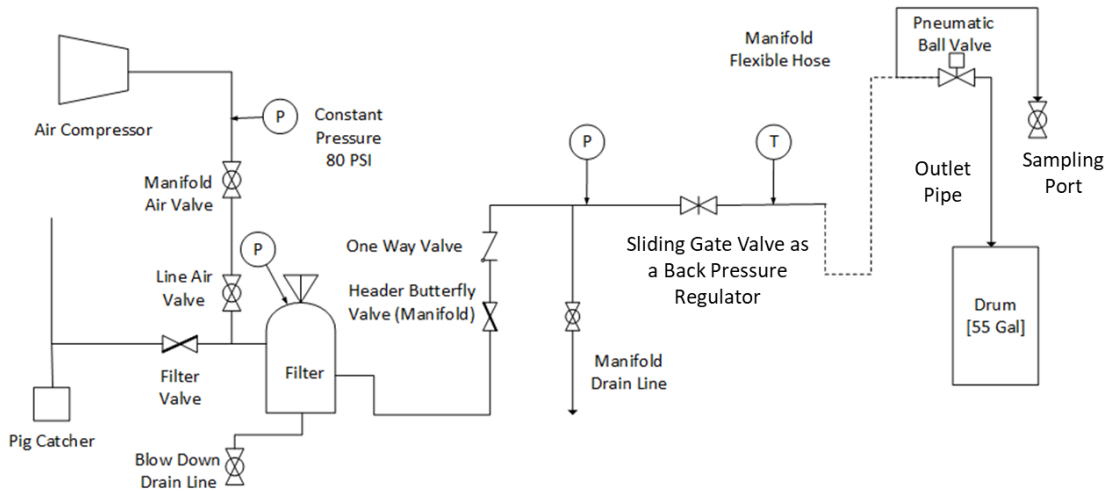 Pneumatic
Ball Valve
Manifold
Flexible Hose
P
Constant
Pressure
80 PSI
Air Compressor
P
T
Sampling
Port
Outlet
Pipe
Manifold
Air Valve
P
One Way Valve
Sliding Gate Valve as
a Back Pressure
Regulator
Line Air
Valve
Header Butterfly
Valve (Manifold)
Drum
[55 Gal]
Filter
Filter
Valve
Manifold
Drain Line
Pig Catcher
Blow Down
Drain Line